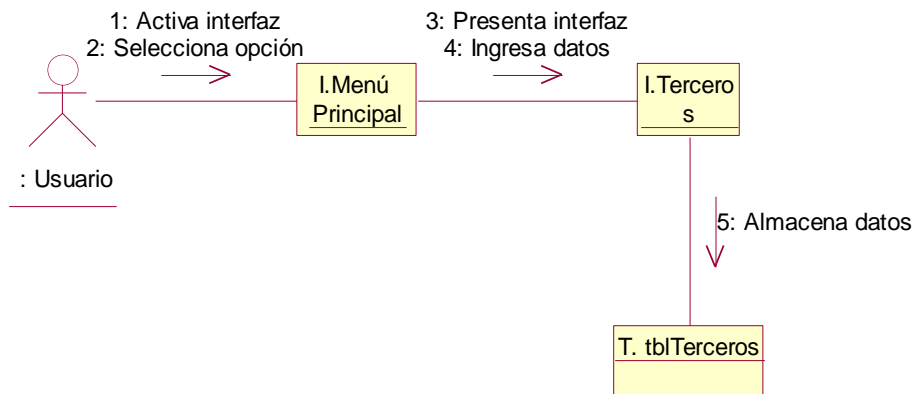 1: Activa interfaz
2: Selecciona opción
3: Presenta interfaz
4: Ingresa datos
I.Menú
Principal
I.Tercero
s
: Usuario
5: Almacena datos
T. tblTerceros